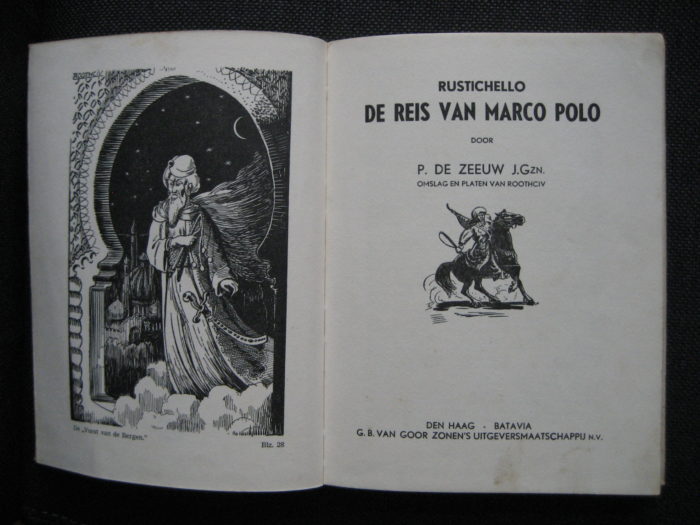 De „Vorst van de Bergen."
Blz. 28
RUSTICHELLO
DE REIS VAN MARCO POLO
DOOR
P. DE ZEEUW J.GZN.
OMSLAG EN PLATEN VAN ROOTHCIV
DEN HAAG - BATAVIA
G. B. VAN GOOR ZONEN'S UITGEVERSMAATSCHAPPIJ N.V.